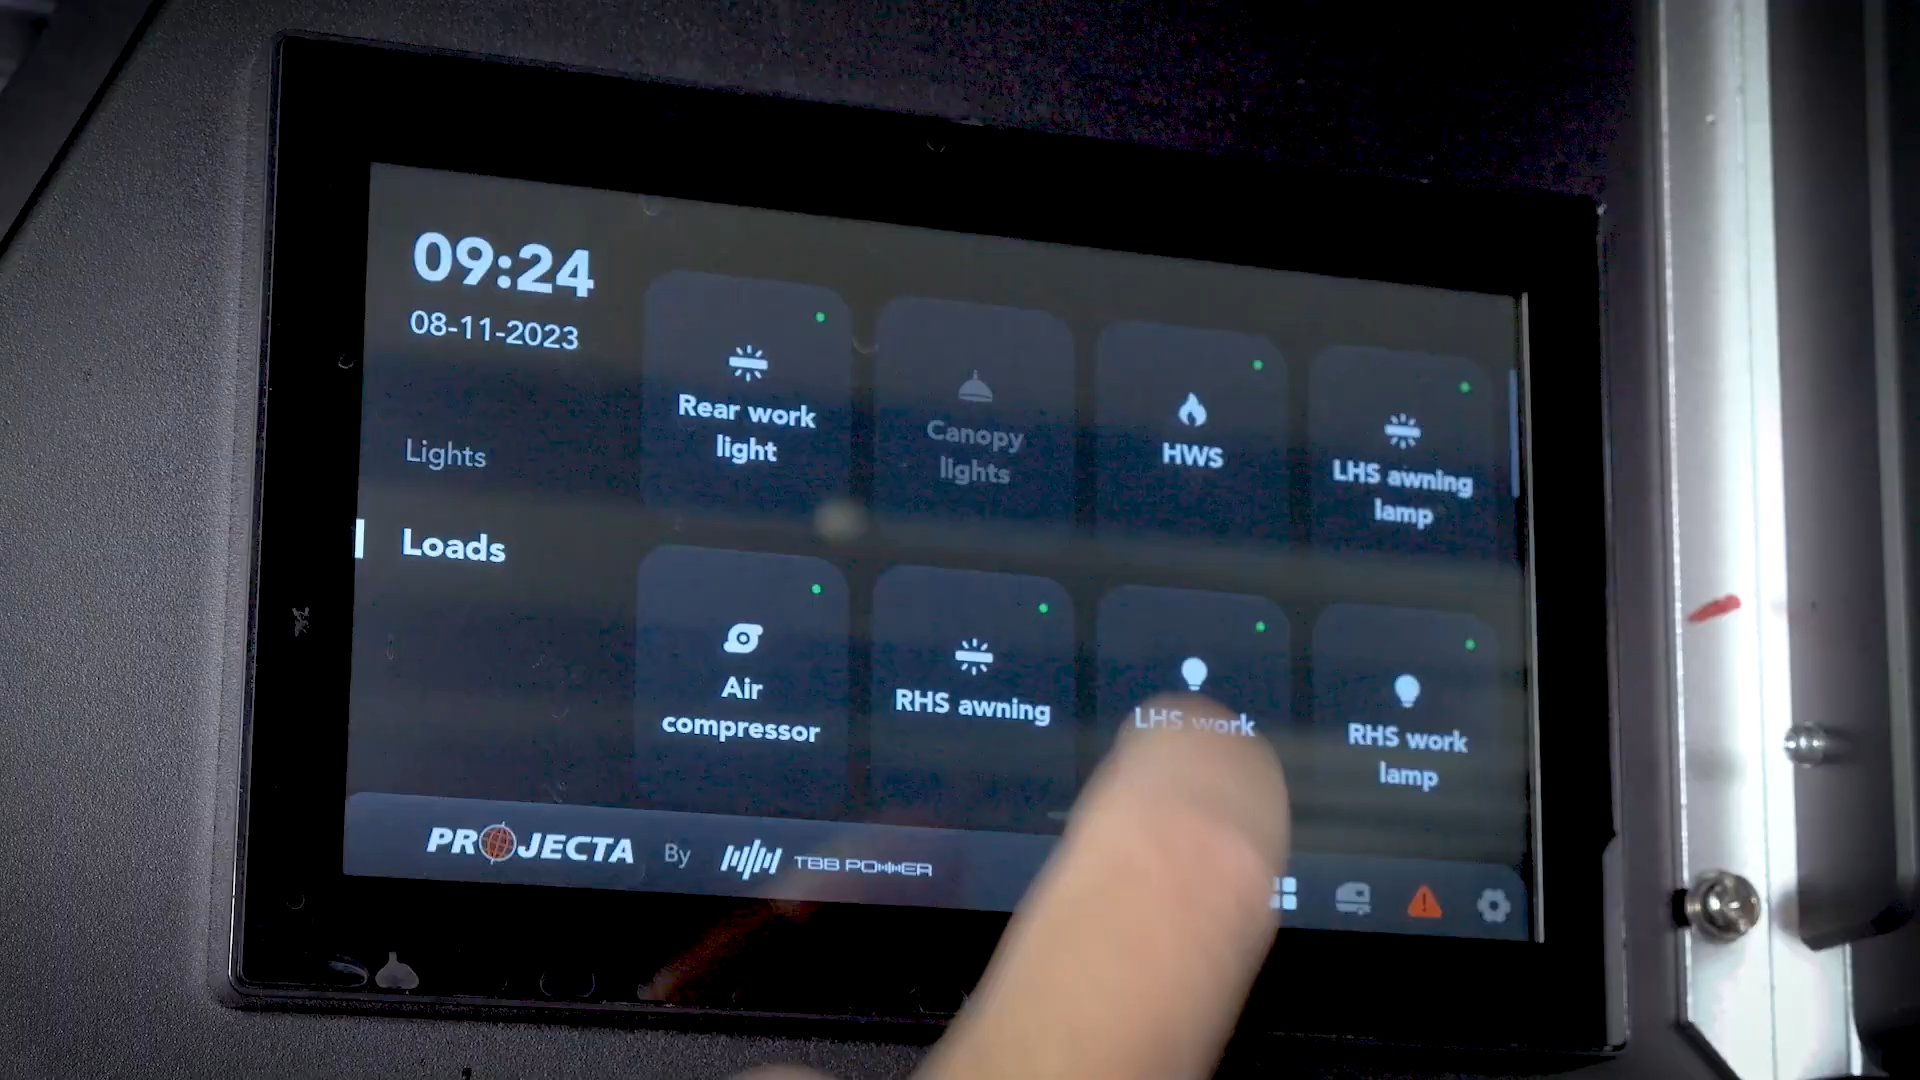 09:24
08-11-2023
Lights
Loads
Rear work
light
Canopy
lights
HWS
LHS awning
lamp
Air
compressor
RHS awning
LHS work
RHS work
lamp
PROJECTA By TBB POWER